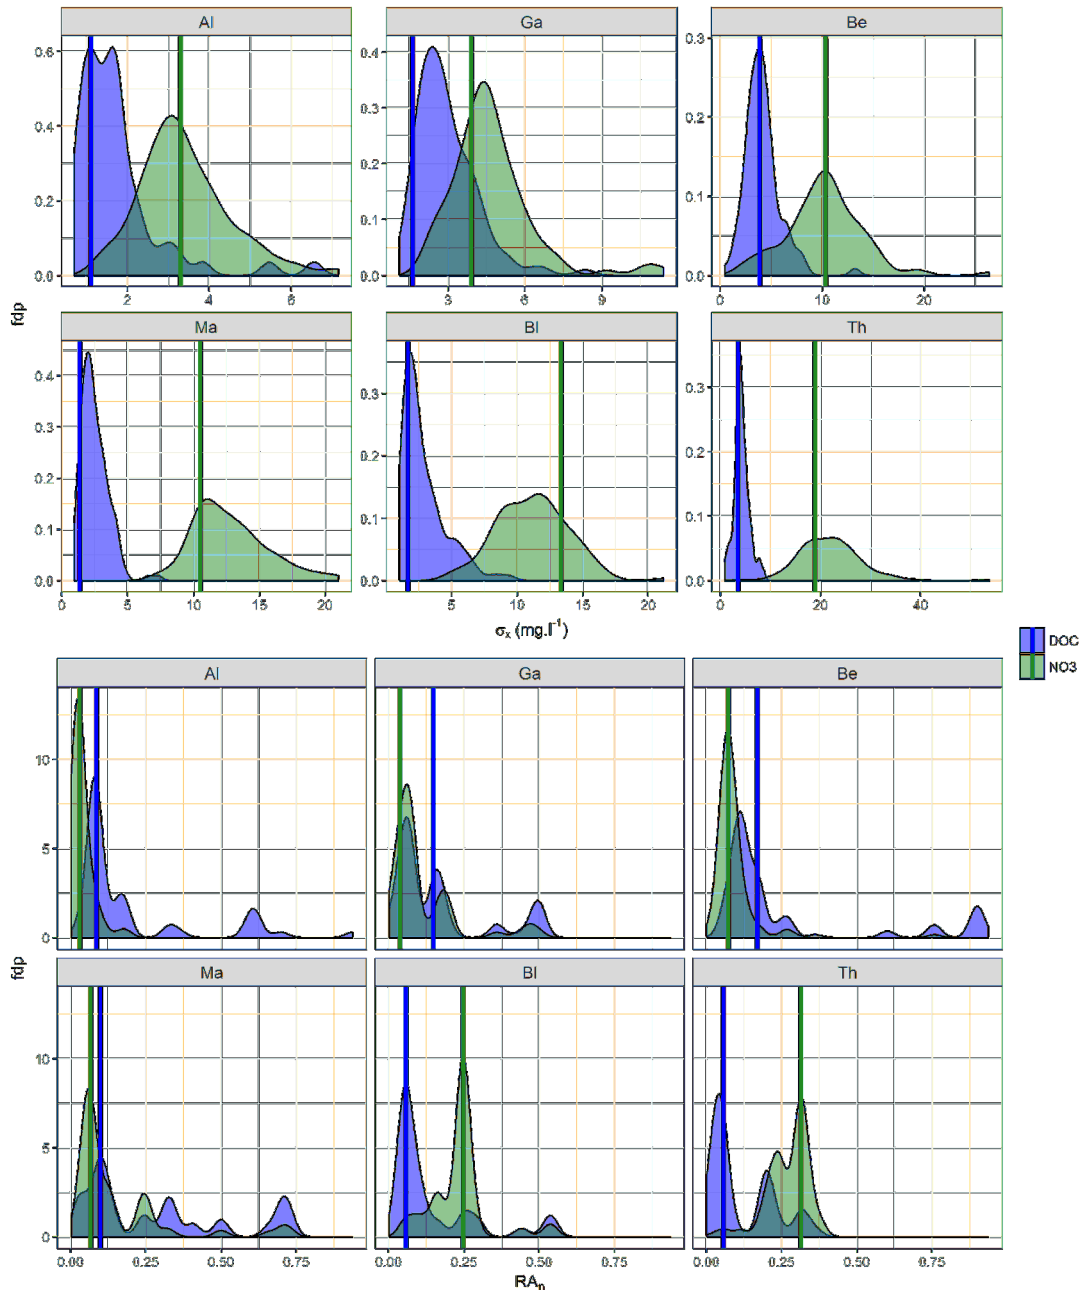 Al Ga Be
0.6 0.4 0.3
0.4 0.3 0.2
0.2 0.2 0.1
0.1
0.0 0.0 0.0
2 4 6 3 6 9 0 10 20
fdp
Ma Bl Th
0.4 0.3 0.3
0.3 0.2 0.2
0.2 0.1 0.1
0.1
0.0 0.0 0.0
0 5 10 15 20 5 10 15 20 0 20 40
σx (mg.l⁻¹)
DOC
NO3
Al Ga Be
10
5
0
fdp
Ma Bl Th
10
5
0
0.00 0.25 0.50 0.75 0.00 0.25 0.50 0.75 0.00 0.25 0.50 0.75
RAn